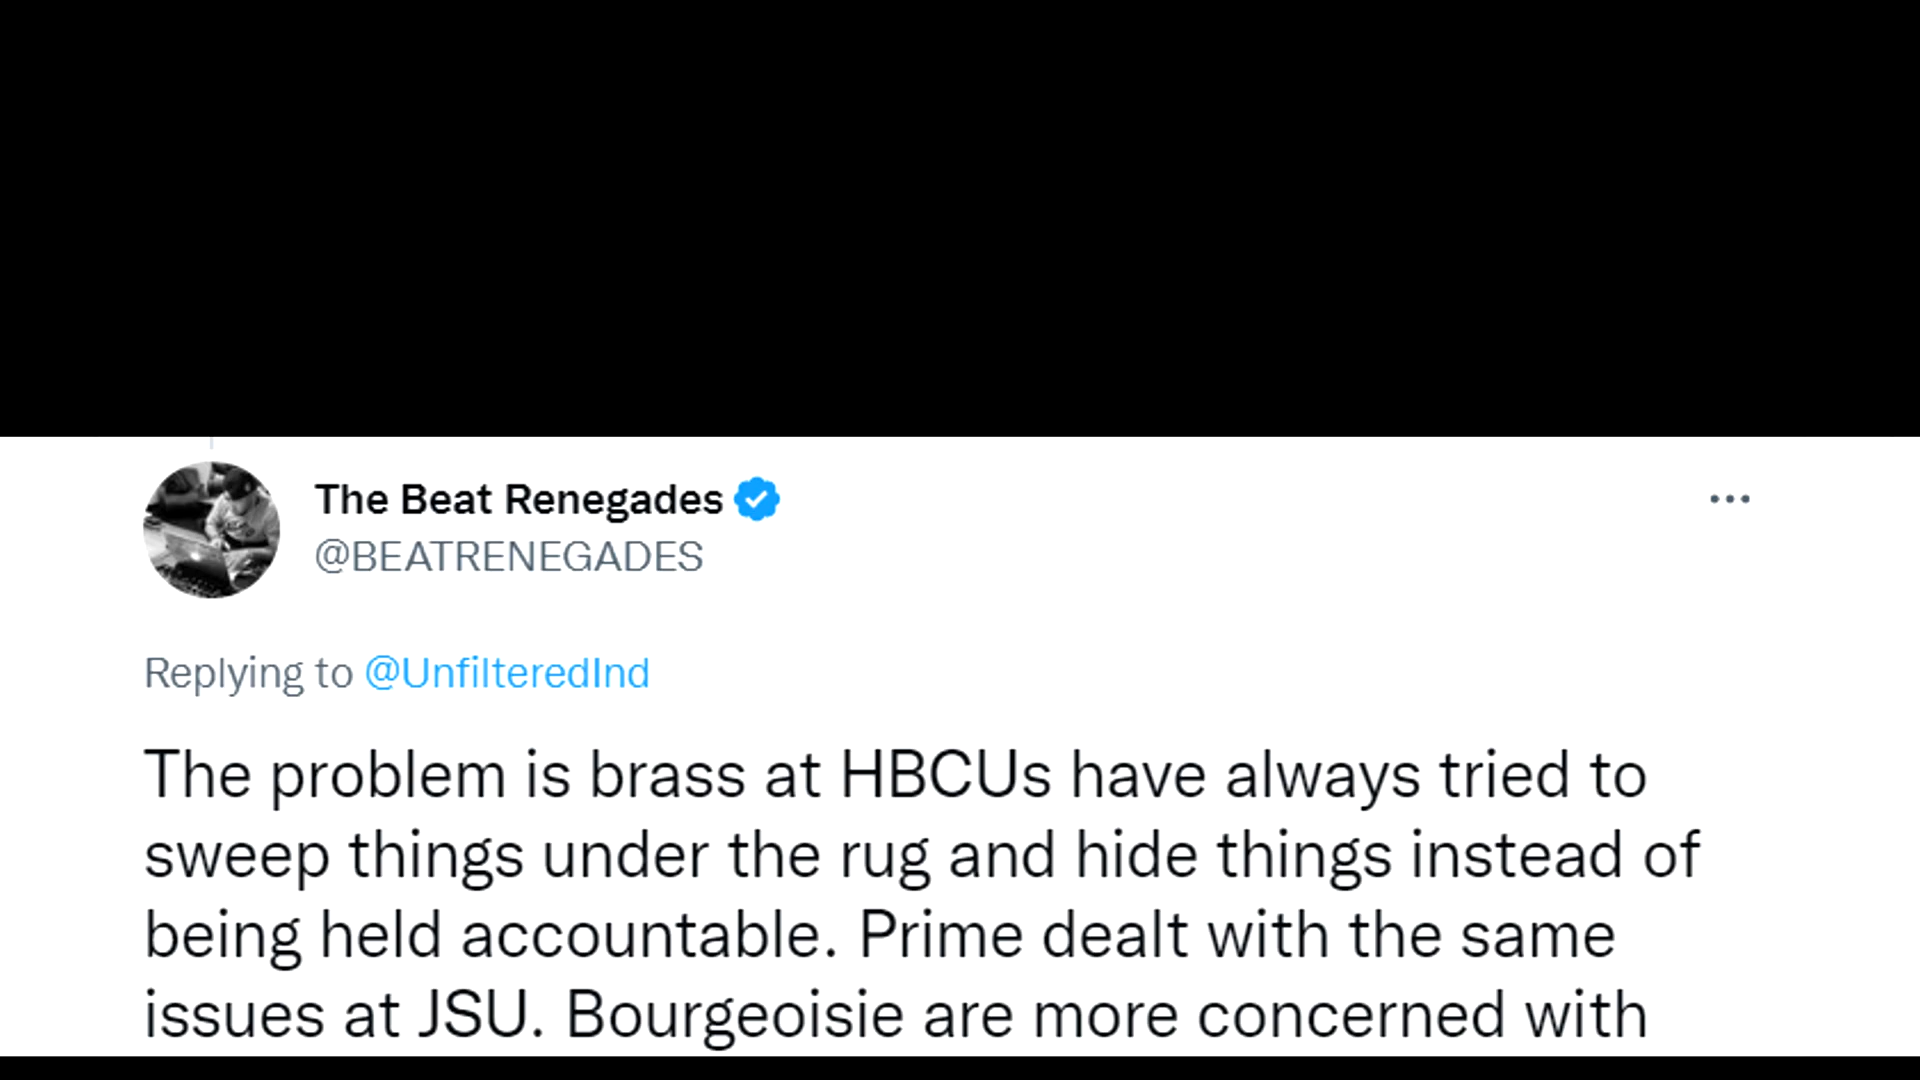 The Beat Renegades
@BEATRENEGADES
Replying to @UnfilteredInd
The problem is brass at HBCUs have always tried to
sweep things under the rug and hide things instead of
being held accountable. Prime dealt with the same
issues at JSU. Bourgeoisie are more concerned with